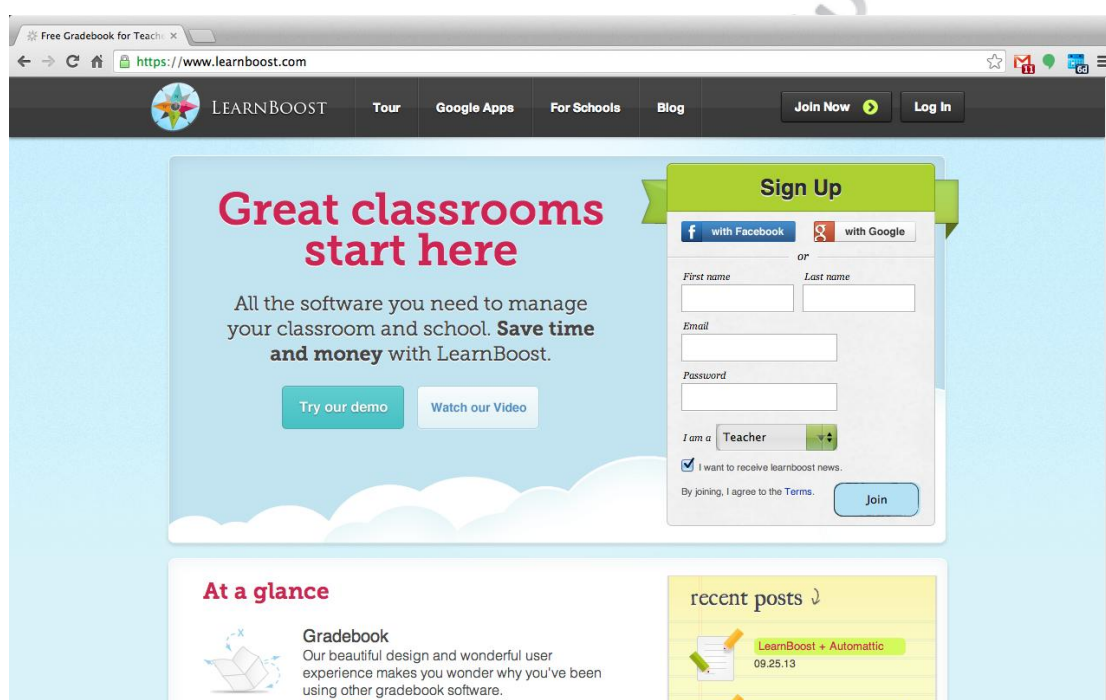 Free Gradebook for Teache
https://www.learnboost.com
11
6d
LEARNBOOST
Tour
Google Apps
For Schools
Blog
Join Now
Log In
Great classrooms
start here
All the software you need to manage
your classroom and school. Save time
and money with LearnBoost.
Try our demo
Watch our Video
Sign Up
f with Facebook
g with Google
or
First name
Last name
Email
Password
I am a Teacher
I want to receive learnboost news.
By joining, I agree to the Terms.
Join
At a glance
Gradebook
Our beautiful design and wonderful user
experience makes you wonder why you've been
using other gradebook software.
recent posts
LearnBoost + Automattic
09.25.13